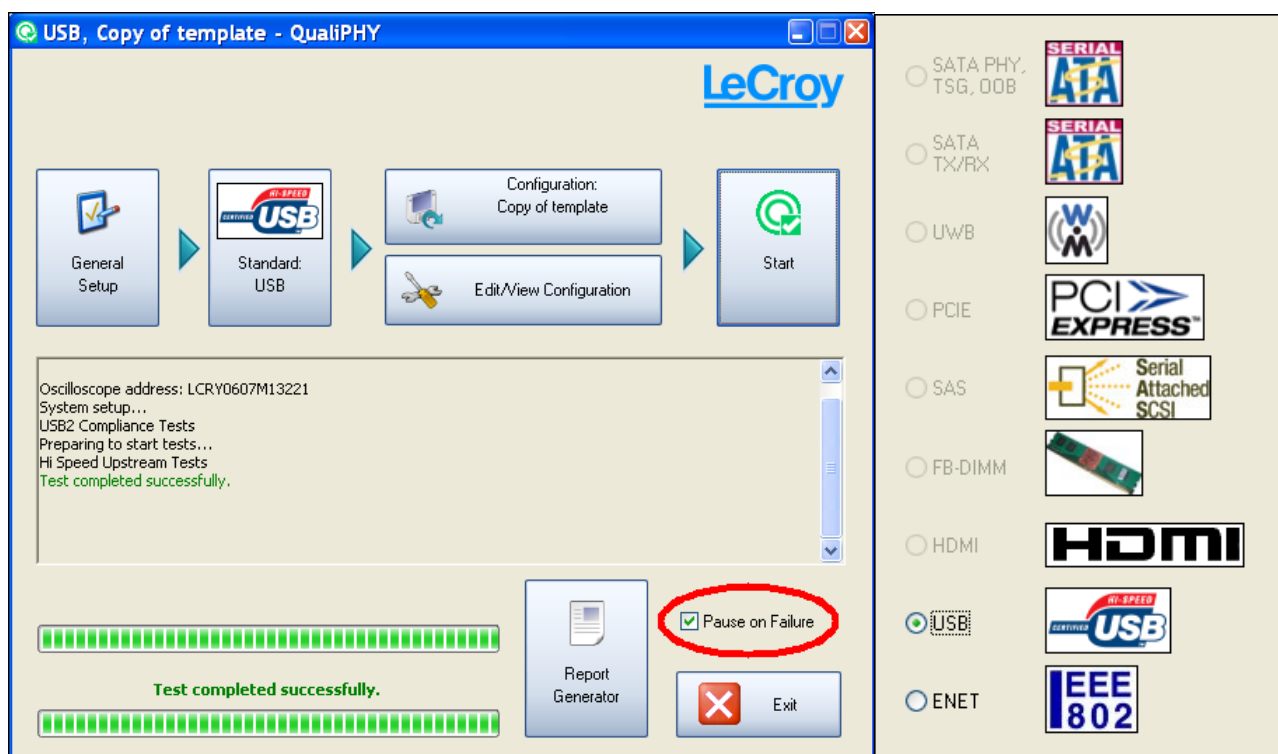 USB, Copy of template - QualiPHY
LeCroy
General
Setup
HI-SPEED
CERTIFIED USB
Standard:
USB
Configuration:
Copy of template
Edit/View Configuration
Start
Oscilloscope address: LCRY0607M13221
System setup...
USB2 Compliance Tests
Preparing to start tests...
Hi Speed Upstream Tests
Test completed successfully.
Test completed successfully.
Report
Generator
Pause on Failure
Exit
SATA PHY,
TSG, OOB
SERIAL
ATA
SATA
TX/RX
SERIAL
ATA
UWB
WM
PCIE
PCI
EXPRESS™
SAS
Serial
Attached
SCSI
FB-DIMM
HDMI
HDMI
USB
HI-SPEED
CERTIFIED USB
ENET
IEEE
802